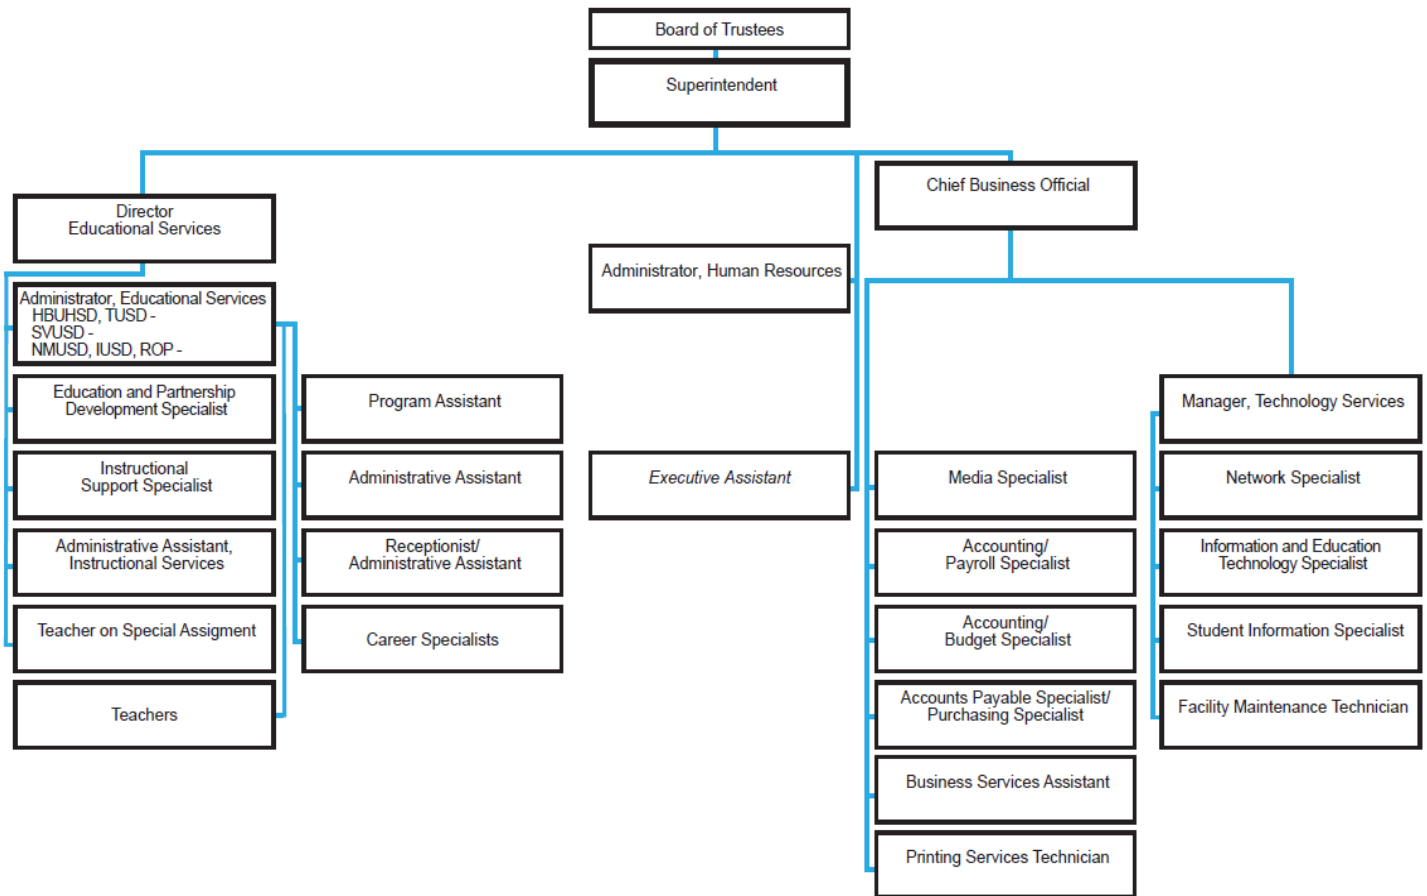 Board of Trustees
Superintendent
Chief Business Official
Director
Educational Services
Administrator, Human Resources
Administrator, Educational Services
HBUHSD, TUSD -
SVUSD -
NMUSD, IUSD, ROP -
Education and Partnership
Development Specialist
Program Assistant
Manager, Technology Services
Instructional
Support Specialist
Administrative Assistant
Executive Assistant
Media Specialist
Network Specialist
Administrative Assistant,
Instructional Services
Receptionist/
Administrative Assistant
Accounting/
Payroll Specialist
Information and Education
Technology Specialist
Teacher on Special Assigment
Career Specialists
Accounting/
Budget Specialist
Student Information Specialist
Teachers
Accounts Payable Specialist/
Purchasing Specialist
Facility Maintenance Technician
Business Services Assistant
Printing Services Technician